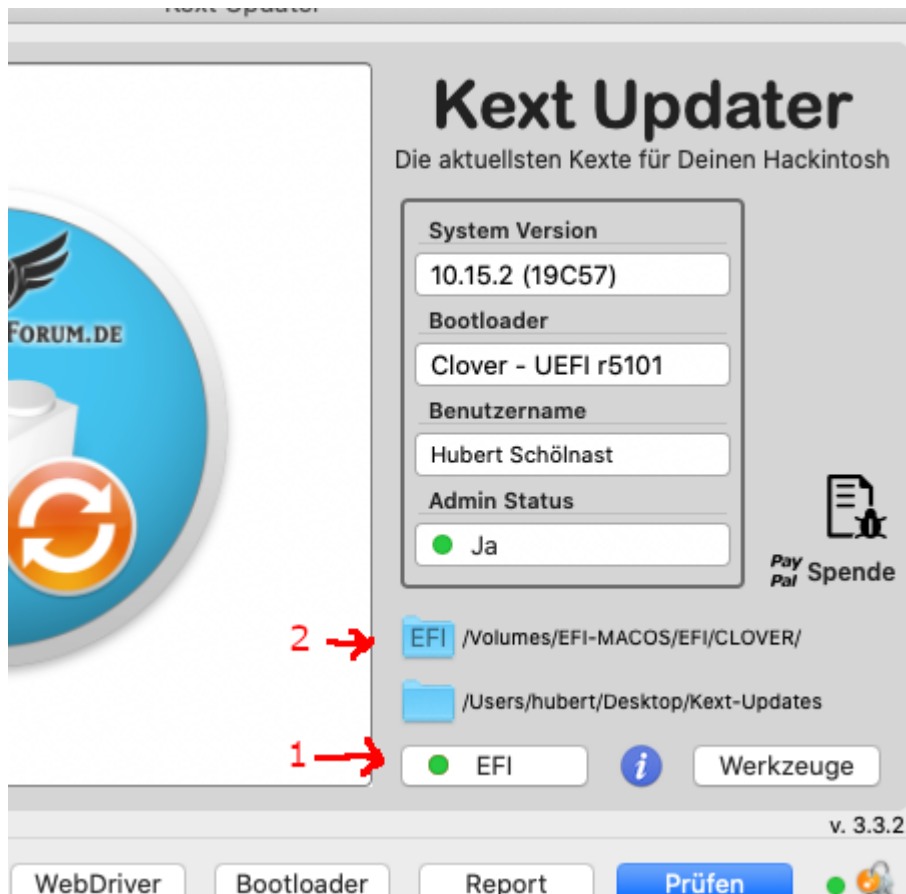 Kext Updater
Kext Updater
Die aktuellsten Kexte für Deinen Hackintosh
System Version
10.15.2 (19C57)
Bootloader
Clover - UEFI r5101
Benutzername
Hubert Schölnast
Admin Status
Ja
FORUM.DE
Pay
Pal Spende
2
EFI /Volumes/EFI-MACOS/EFI/CLOVER/
/Users/hubert/Desktop/Kext-Updates
1
EFI
i
Werkzeuge
v. 3.3.2
WebDriver
Bootloader
Report
Prüfen